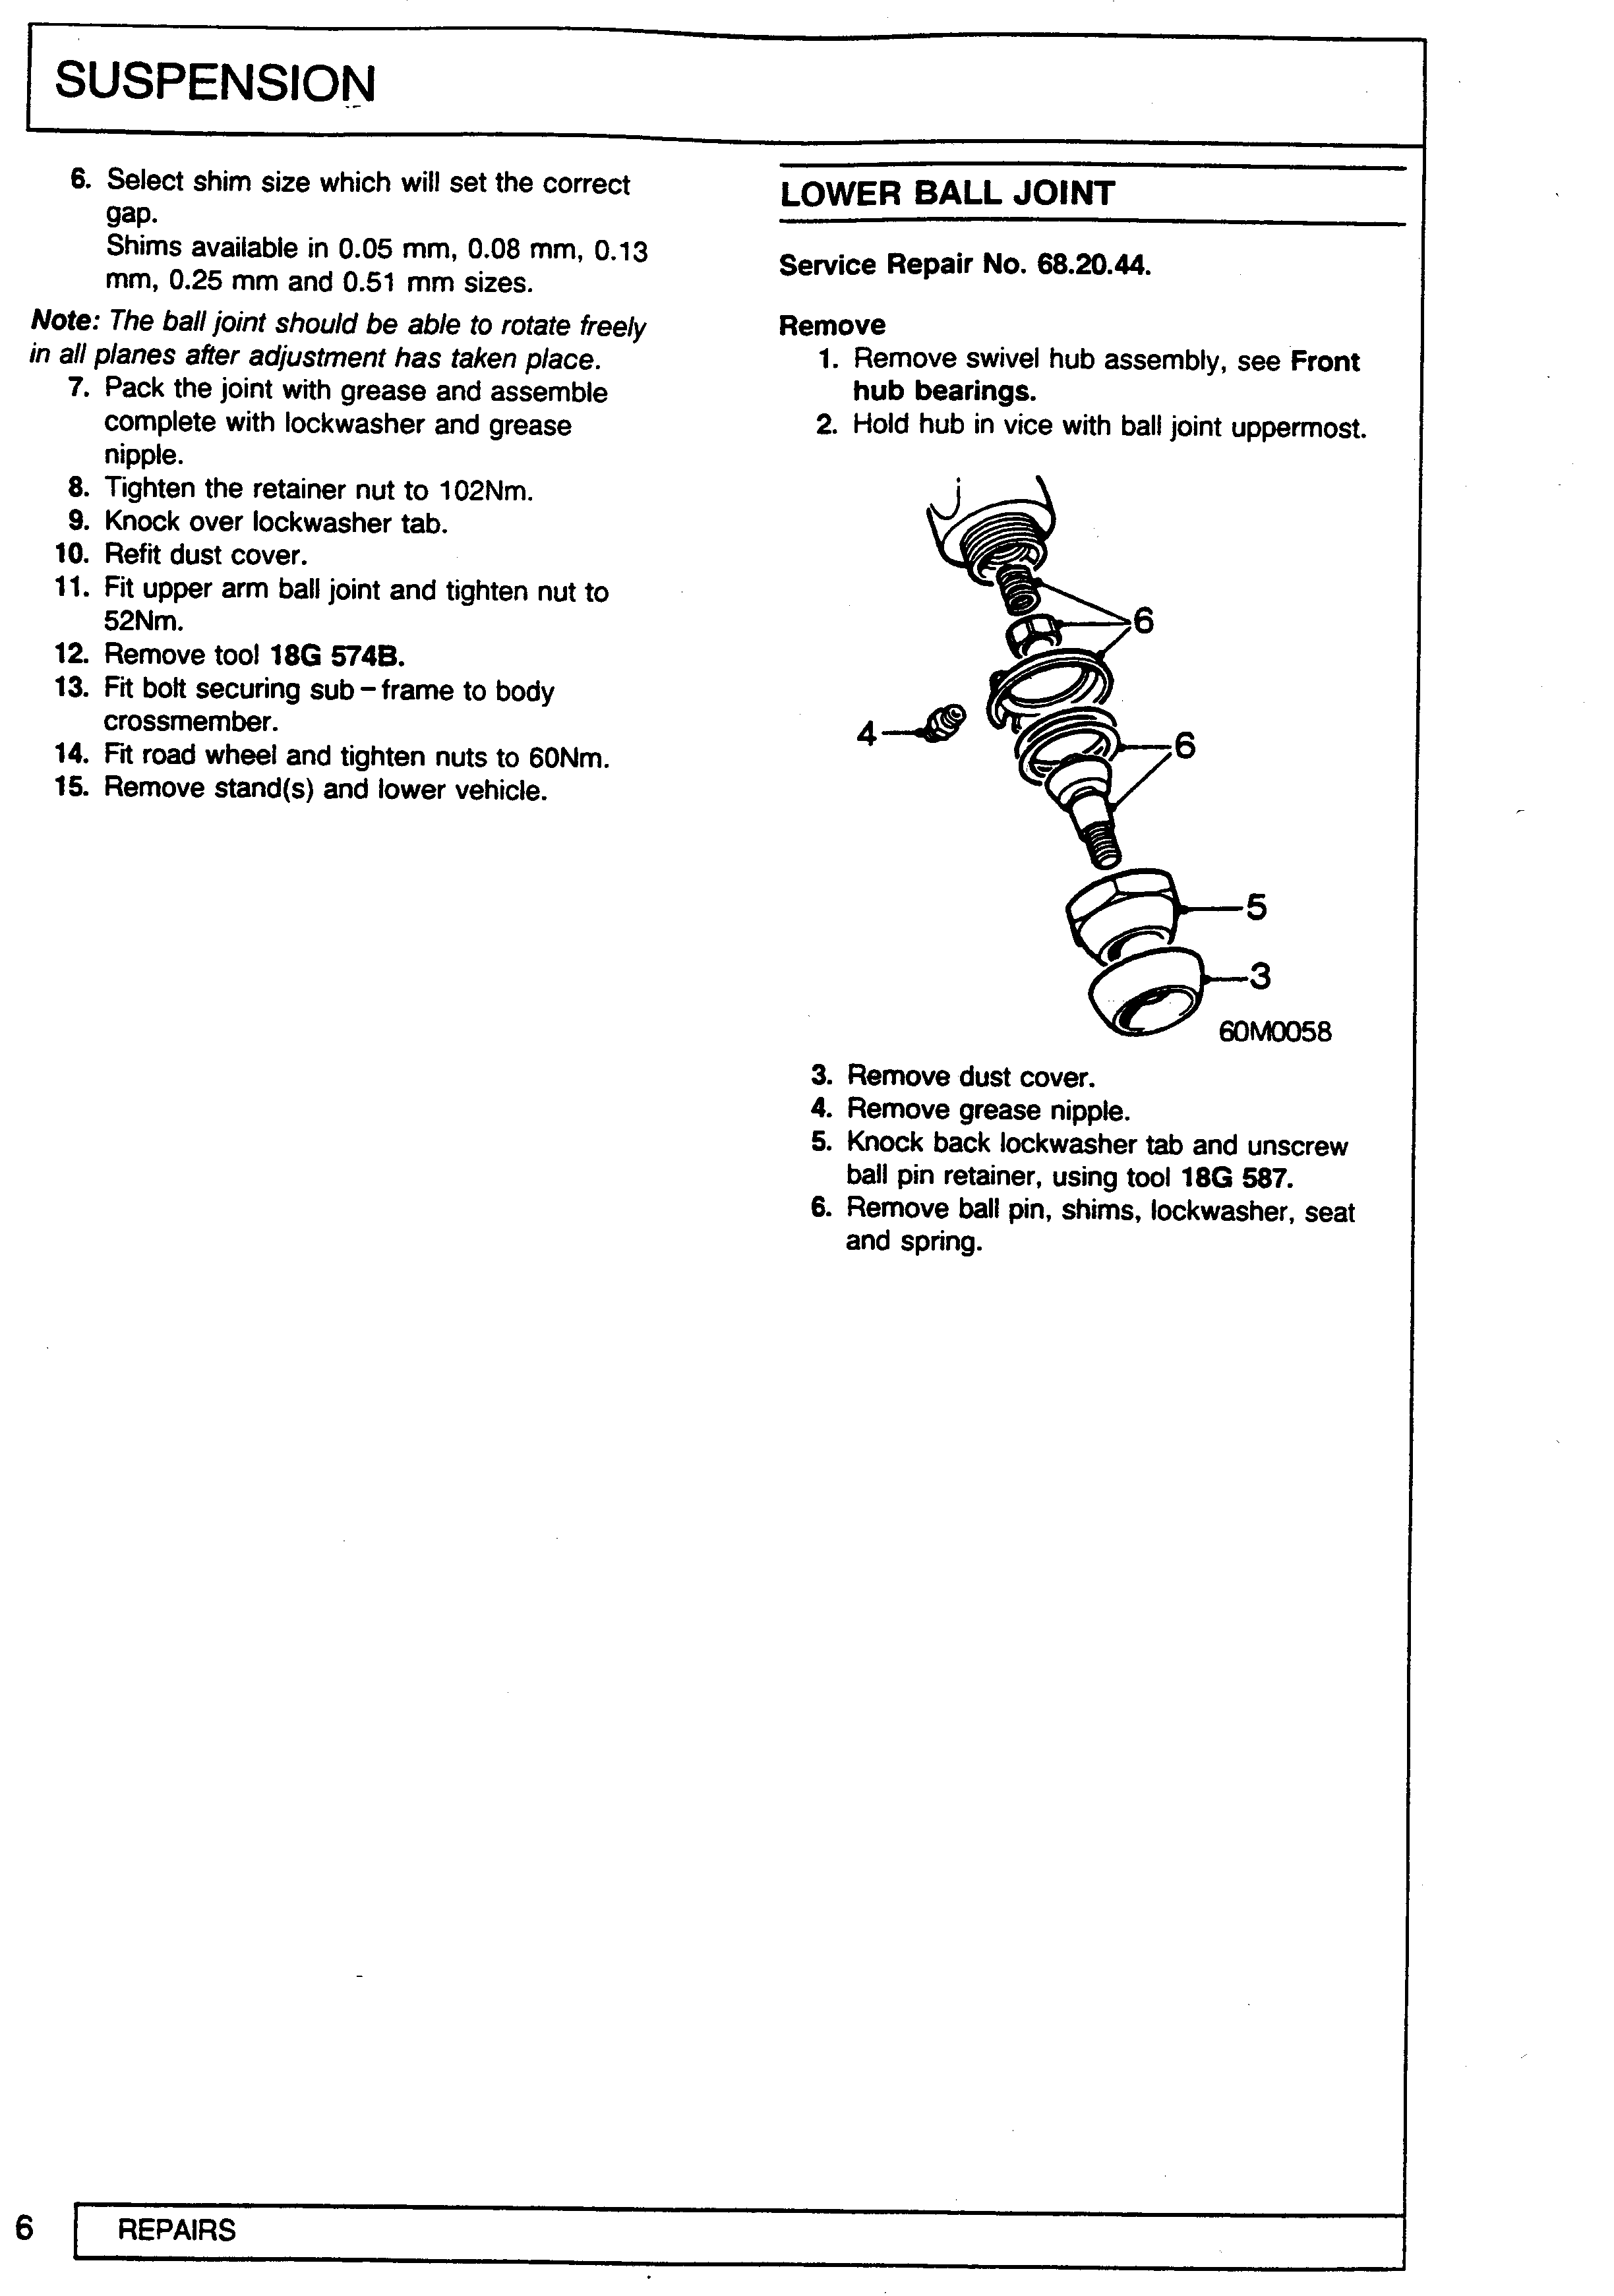 SUSPENSION
6. Select shim size which will set the correct
gap.
Shims available in 0.05 mm, 0.08 mm, 0.13
mm, 0.25 mm and 0.51 mm sizes.
Note: The ball joint should be able to rotate freely
in all planes after adjustment has taken place.
7. Pack the joint with grease and assemble
complete with lockwasher and grease
nipple.
8. Tighten the retainer nut to 102Nm.
9. Knock over lockwasher tab.
10. Refit dust cover.
11. Fit upper arm ball joint and tighten nut to
52Nm.
12. Remove tool 18G 574B.
13. Fit bolt securing sub – frame to body
crossmember.
14. Fit road wheel and tighten nuts to 60Nm.
15. Remove stand(s) and lower vehicle.
LOWER BALL JOINT
Service Repair No. 68.20.44.
Remove
1. Remove swivel hub assembly, see Front
hub bearings.
2. Hold hub in vice with ball joint uppermost.
6
4
6
5
3
60M0058
3. Remove dust cover.
4. Remove grease nipple.
5. Knock back lockwasher tab and unscrew
ball pin retainer, using tool 18G 587.
6. Remove ball pin, shims, lockwasher, seat
and spring.
6 REPAIRS